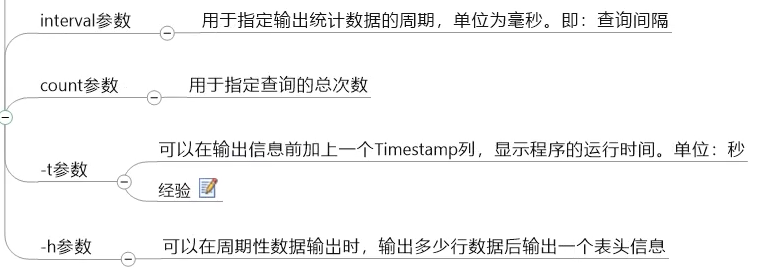 interval参数
用于指定输出统计数据的周期，单位为毫秒。即：查询间隔
count参数
用于指定查询的总次数
-t参数
可以在输出信息前加上一个Timestamp列，显示程序的运行时间。单位：秒
经验
-h参数
可以在周期性数据输出时，输出多少行数据后输出一个表头信息